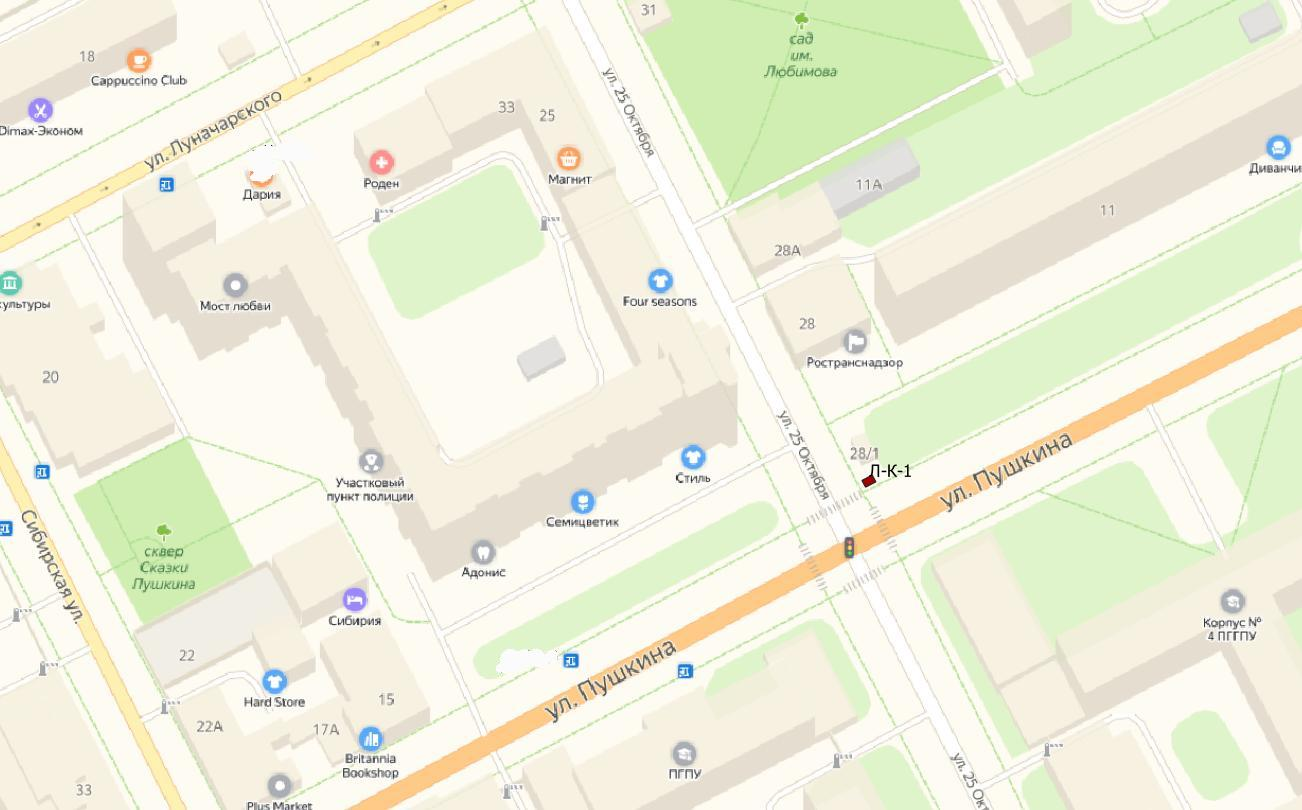 31
сад
им.
Любимова
18
Cappuccino Club
Dimax-Эконом
ул. Луначарского
33
25
ул. 25 Октября
Магнит
Роден
Дария
11А
Диванчи
11
28А
культуры
Мост любви
Four seasons
28
Ространснадзор
20
ул. 25 Октября
28/1
Л-К-1
ул. Пушкина
Участковый
пункт полиции
Стиль
Семицветик
Сибирская ул.
сквер
Сказки
Пушкина
Адонис
Сибирия
Корпус №
4 ПГГПУ
22
Hard Store
ул. Пушкина
15
22А
17А
Britannia
Bookshop
ПГПУ
ул. 25 Окт
33
Plus Market